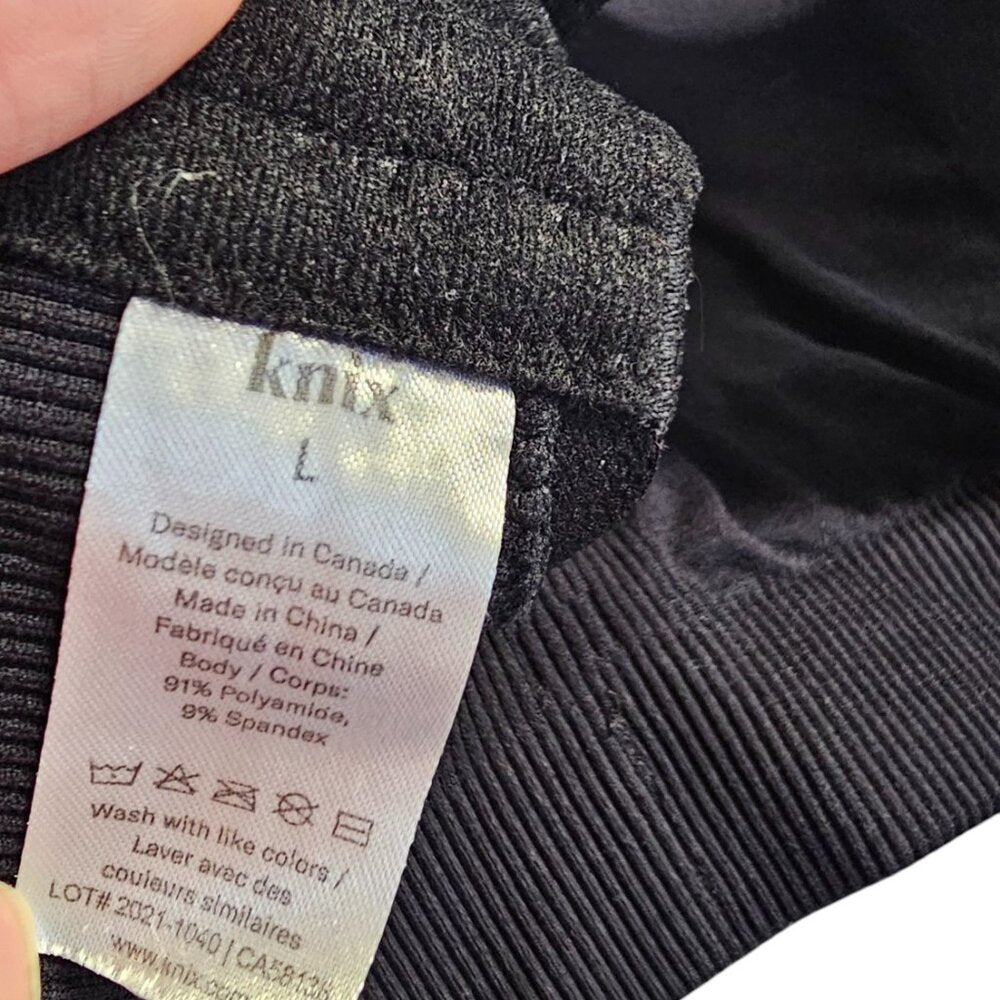 knix
L
Designed in Canada /
Modèle conçu au Canada
Made in China /
Fabriqué en Chine
Body / Corps:
91% Polyamide,
9% Spandex
Wash with like colors /
Laver avec des
couleurs similaires
LOT# 2021-1040 |
www.knix.com